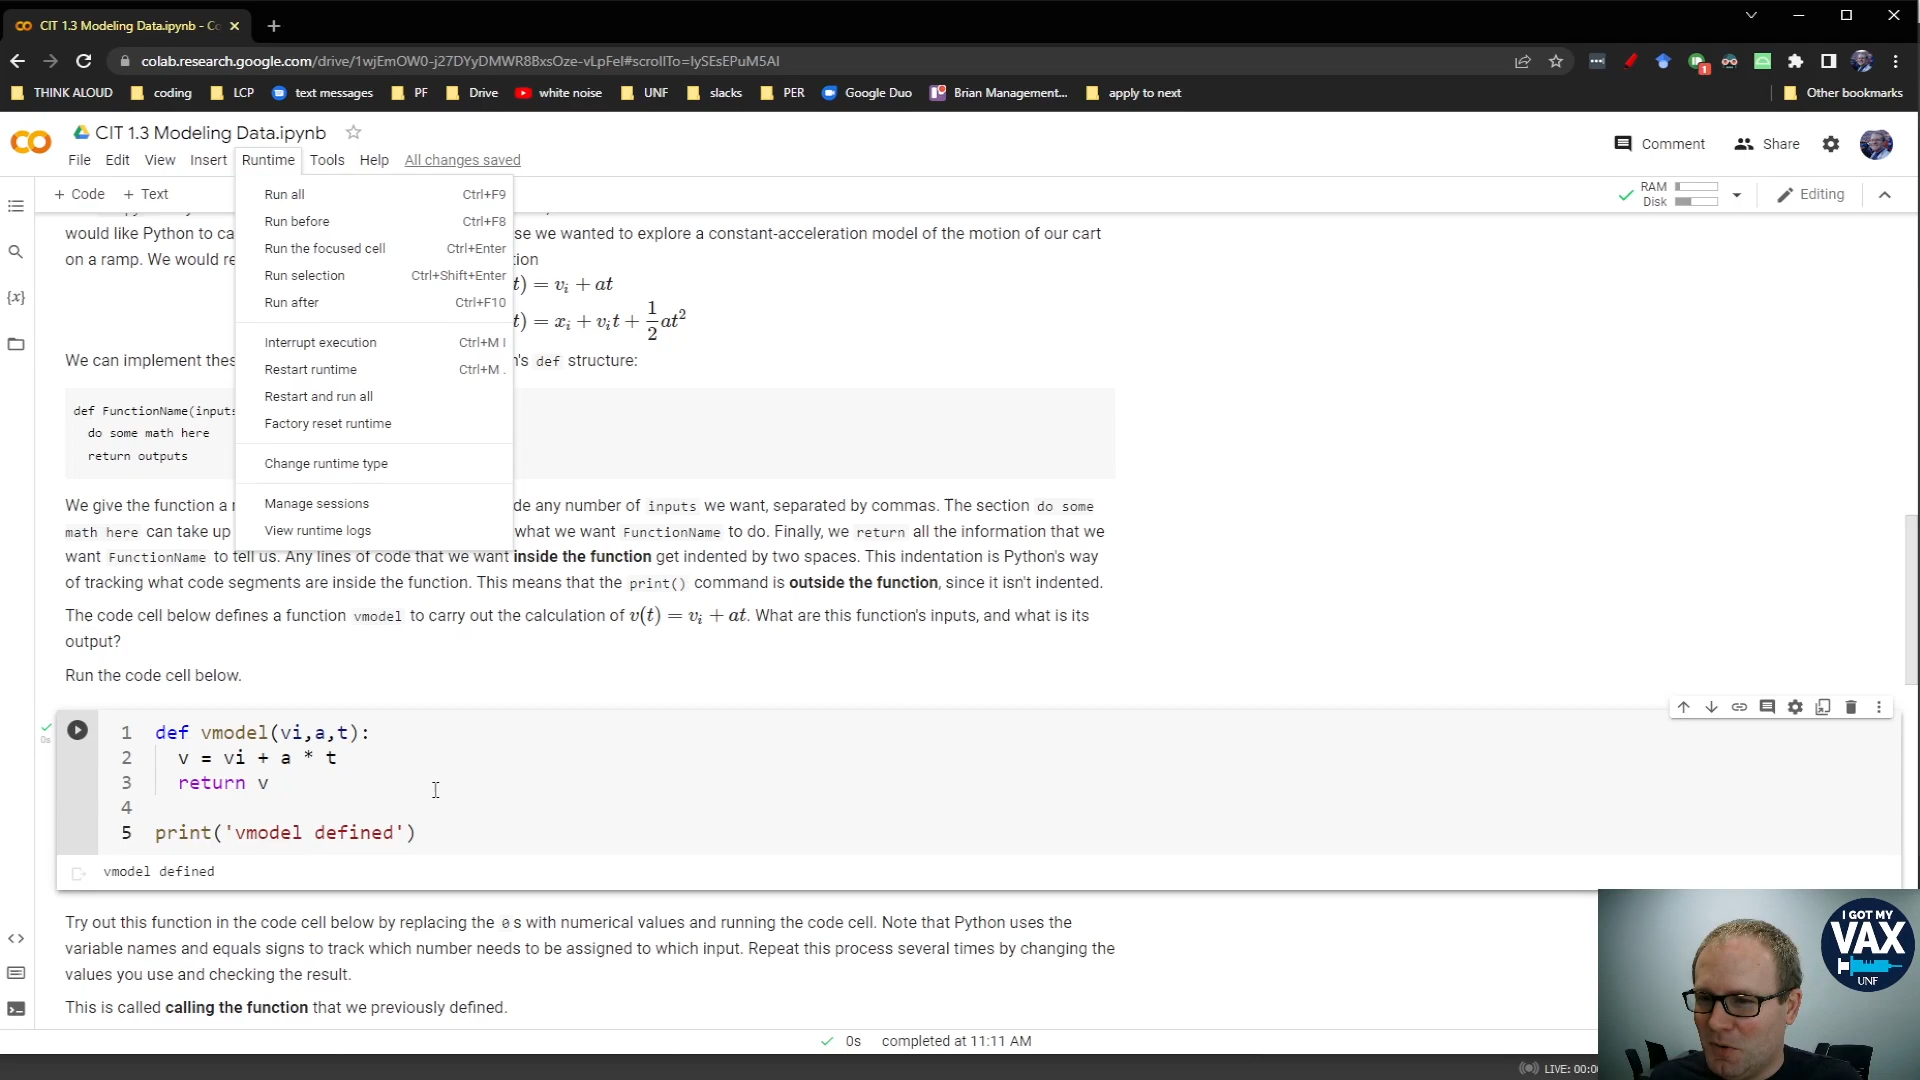 CIT 1.3 Modeling Data.ipynb - Co
colab.research.google.com/drive/1wjEmOW0-j27DYyDMWR8BxsOze-vLpFel#scrollTo=lySEsEPuM5AI
1
THINK ALOUD coding LCP text messages PF Drive white noise UNF slacks PER Google Duo Brian Management... apply to next Other bookmarks
CIT 1.3 Modeling Data.ipynb
Comment Share
File Edit View Insert Runtime Tools Help All changes saved
+ Code + Text
RAM
Disk
Editing
Run all Ctrl+F9
Run before Ctrl+F8
Run the focused cell Ctrl+Enter
Run selection Ctrl+Shift+Enter
Run after Ctrl+F10
Interrupt execution Ctrl+M I
Restart runtime Ctrl+M .
Restart and run all
Factory reset runtime
Change runtime type
Manage sessions
View runtime logs
would like Python to ca se we wanted to explore a constant-acceleration model of the motion of our cart
on a ramp. We would re ion
t) = vᵢ + at
t) = xᵢ + vᵢt + 1/2 at²
We can implement these n's def structure:
def FunctionName(inputs
do some math here
return outputs
We give the function a n de any number of inputs we want, separated by commas. The section do some
math here can take up what we want FunctionName to do. Finally, we return all the information that we
want FunctionName to tell us. Any lines of code that we want inside the function get indented by two spaces. This indentation is Python's way
of tracking what code segments are inside the function. This means that the print() command is outside the function, since it isn't indented.
The code cell below defines a function vmodel to carry out the calculation of v(t) = vᵢ + at. What are this function's inputs, and what is its
output?
Run the code cell below.
0s
1 def vmodel(vi,a,t):
2 v = vi + a * t
3 return v
4
5 print('vmodel defined')
vmodel defined
Try out this function in the code cell below by replacing the 0s with numerical values and running the code cell. Note that Python uses the
variable names and equals signs to track which number needs to be assigned to which input. Repeat this process several times by changing the
values you use and checking the result.
This is called calling the function that we previously defined.
0s completed at 11:11 AM
I GOT MY
VAX
UNF
LIVE: 00:0